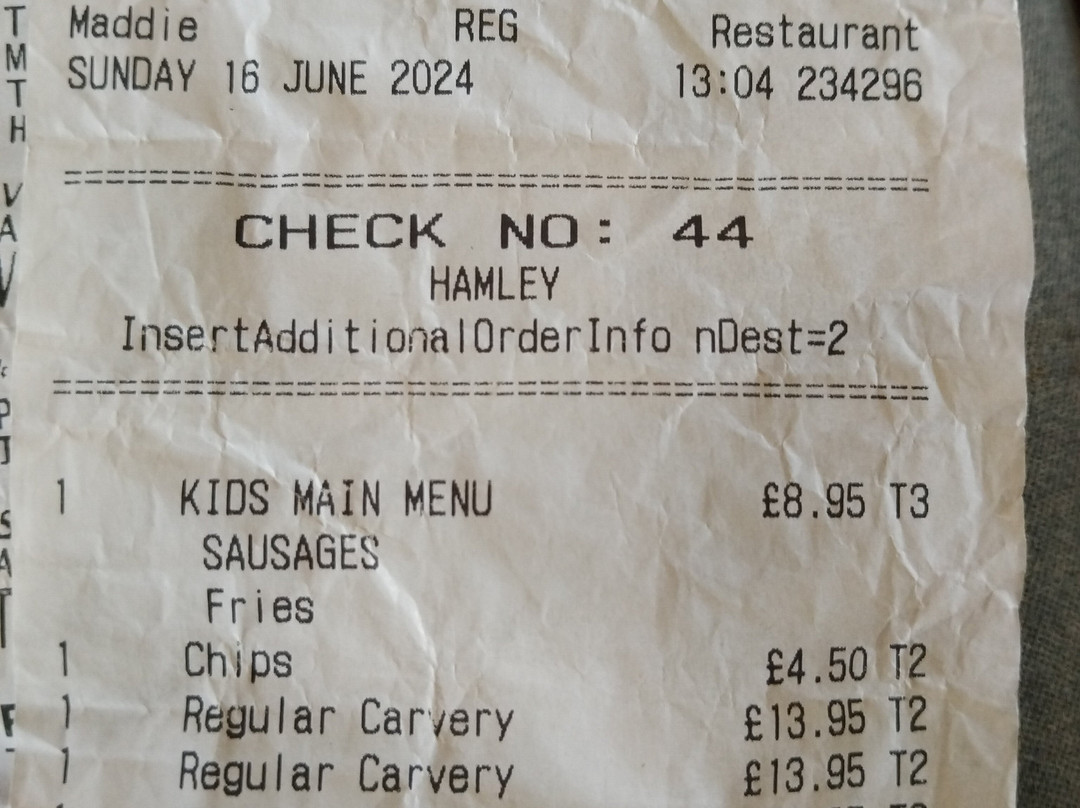 Maddie REG Restaurant
SUNDAY 16 JUNE 2024 13:04 234296
==========================================
CHECK NO: 44
HAMLEY
InsertAdditionalOrderInfo nDest=2
==========================================
1 KIDS MAIN MENU £8.95 T3
SAUSAGES
Fries
1 Chips £4.50 T2
1 Regular Carvery £13.95 T2
1 Regular Carvery £13.95 T2